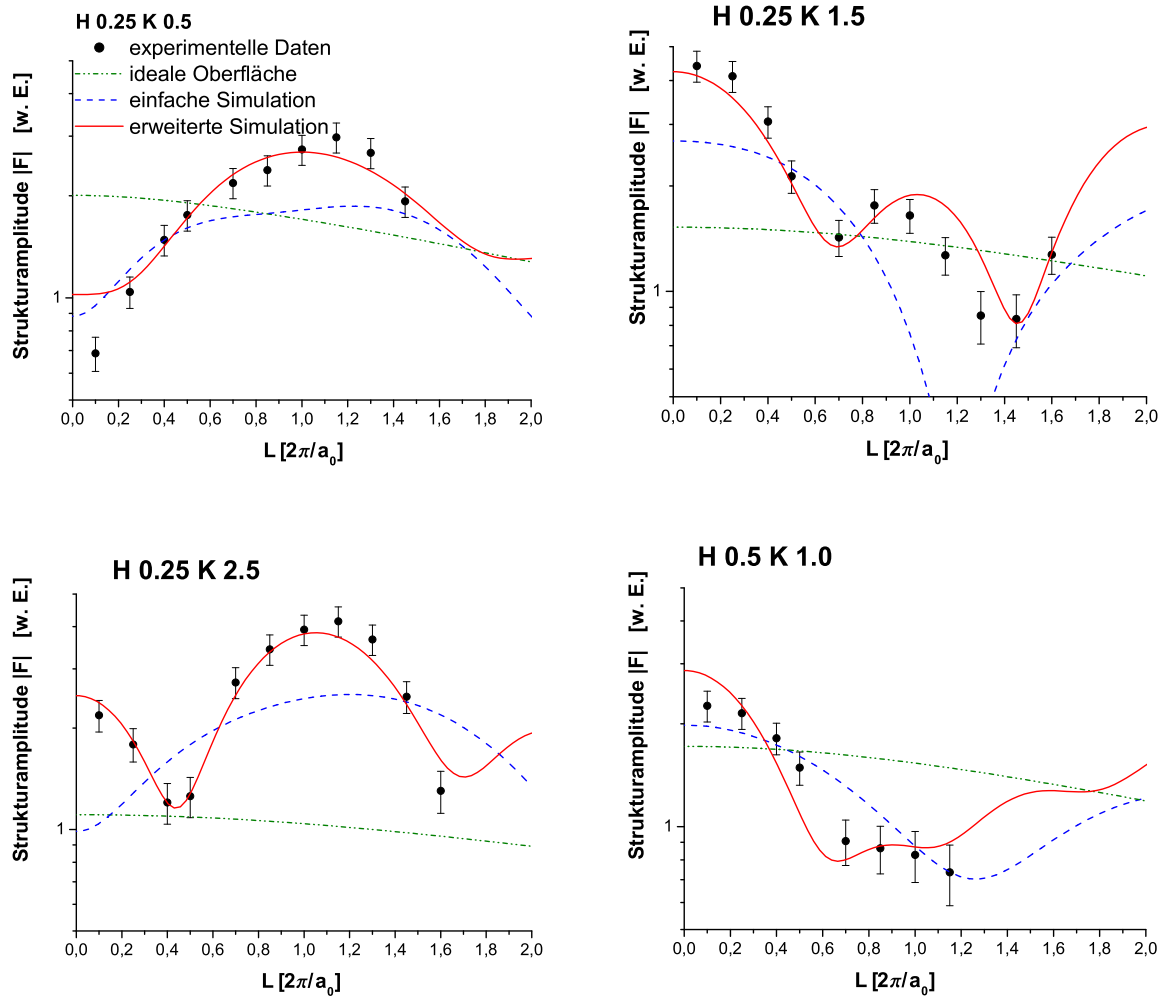 H 0.25 K 0.5
experimentelle Daten
ideale Oberfläche
einfache Simulation
erweiterte Simulation
Strukturamplitude |F| [w. E.]
1
0,0 0,2 0,4 0,6 0,8 1,0 1,2 1,4 1,6 1,8 2,0
L [2π/a0]
H 0.25 K 1.5
Strukturamplitude |F| [w. E.]
1
0,0 0,2 0,4 0,6 0,8 1,0 1,2 1,4 1,6 1,8 2,0
L [2π/a0]
H 0.25 K 2.5
Strukturamplitude |F| [w. E.]
1
0,0 0,2 0,4 0,6 0,8 1,0 1,2 1,4 1,6 1,8 2,0
L [2π/a0]
H 0.5 K 1.0
Strukturamplitude |F| [w. E.]
1
0,0 0,2 0,4 0,6 0,8 1,0 1,2 1,4 1,6 1,8 2,0
L [2π/a0]